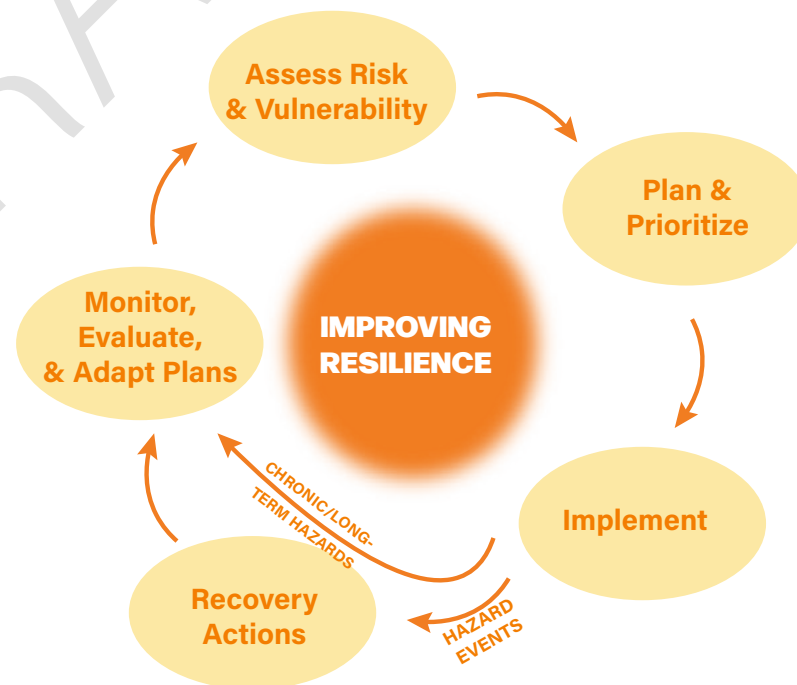 Assess Risk
& Vulnerability
Plan &
Prioritize
Monitor,
Evaluate,
& Adapt Plans
IMPROVING
RESILIENCE
CHRONIC/LONG-
TERM HAZARDS
Implement
Recovery
Actions
HAZARD
EVENTS